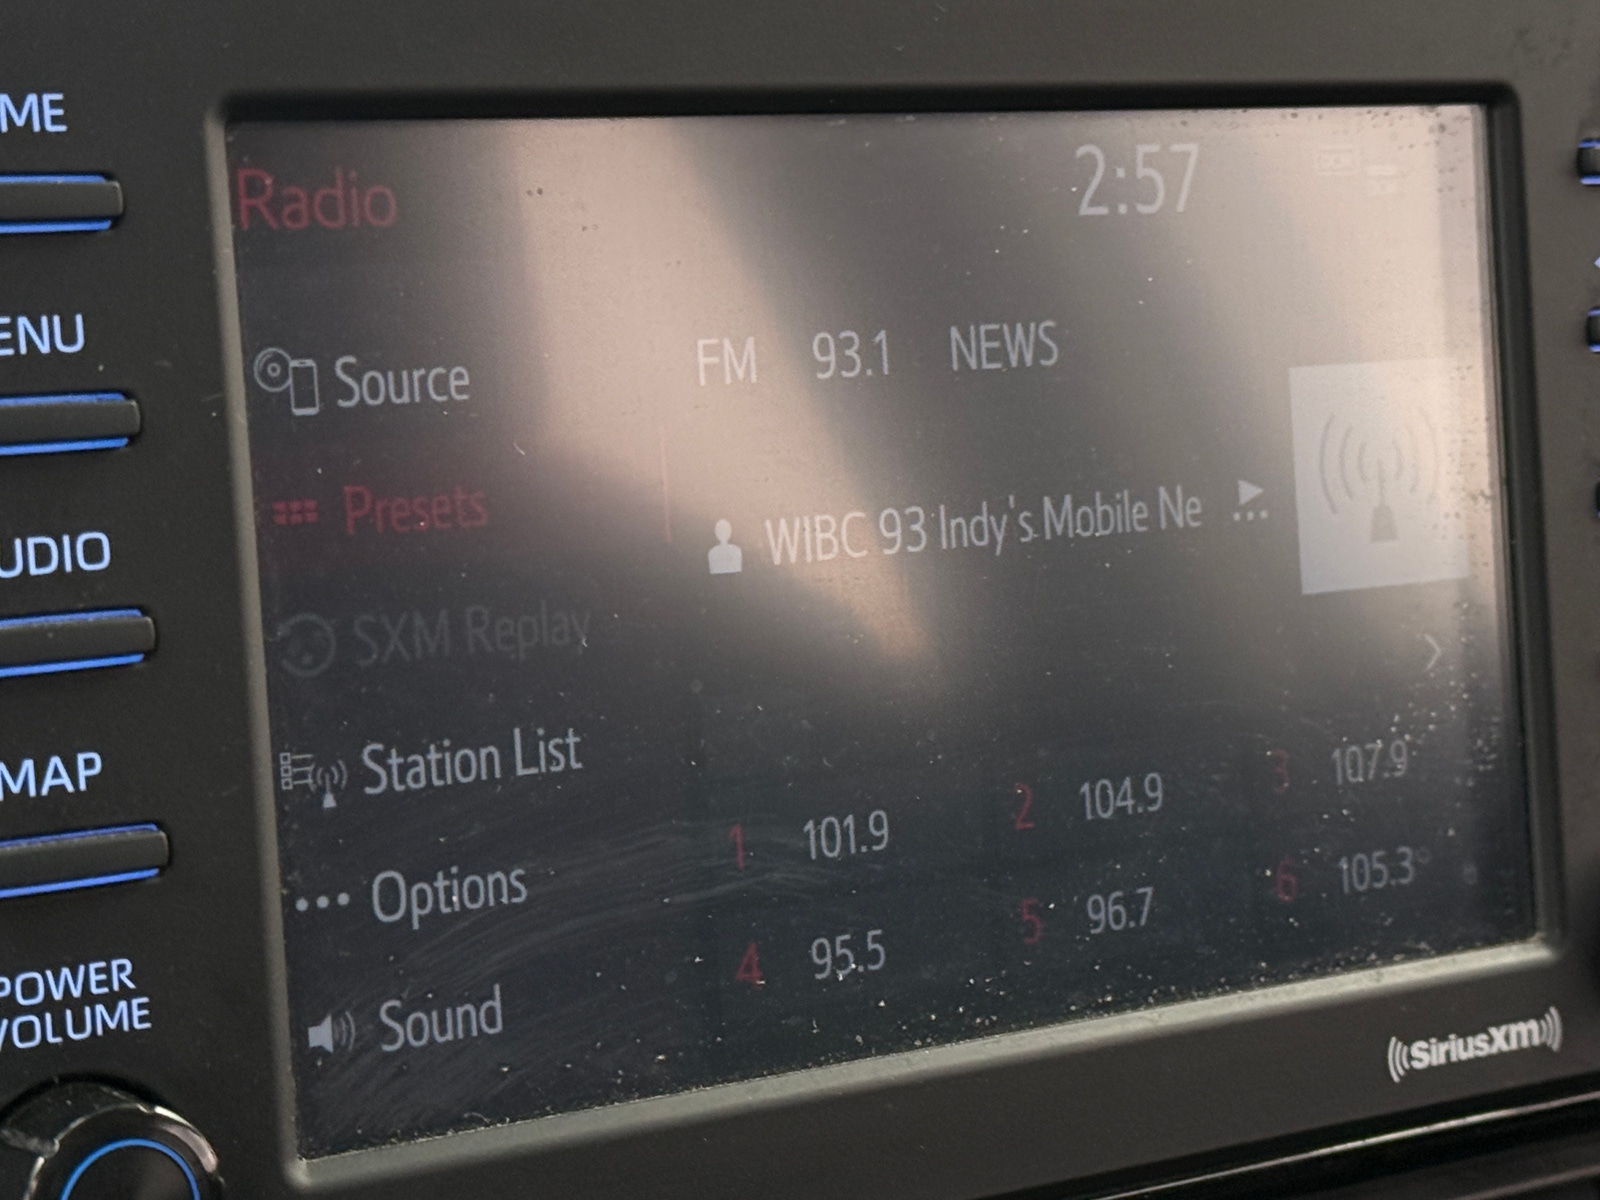 ME
ENU
UDIO
MAP
POWER
VOLUME
Radio
2:57
Source
Presets
SXM Replay
Station List
Options
Sound
FM 93.1 NEWS
WIBC 93 Indy's Mobile Ne
1 101.9 2 104.9 3 107.9
4 95.5 5 96.7 6 105.3
SiriusXm